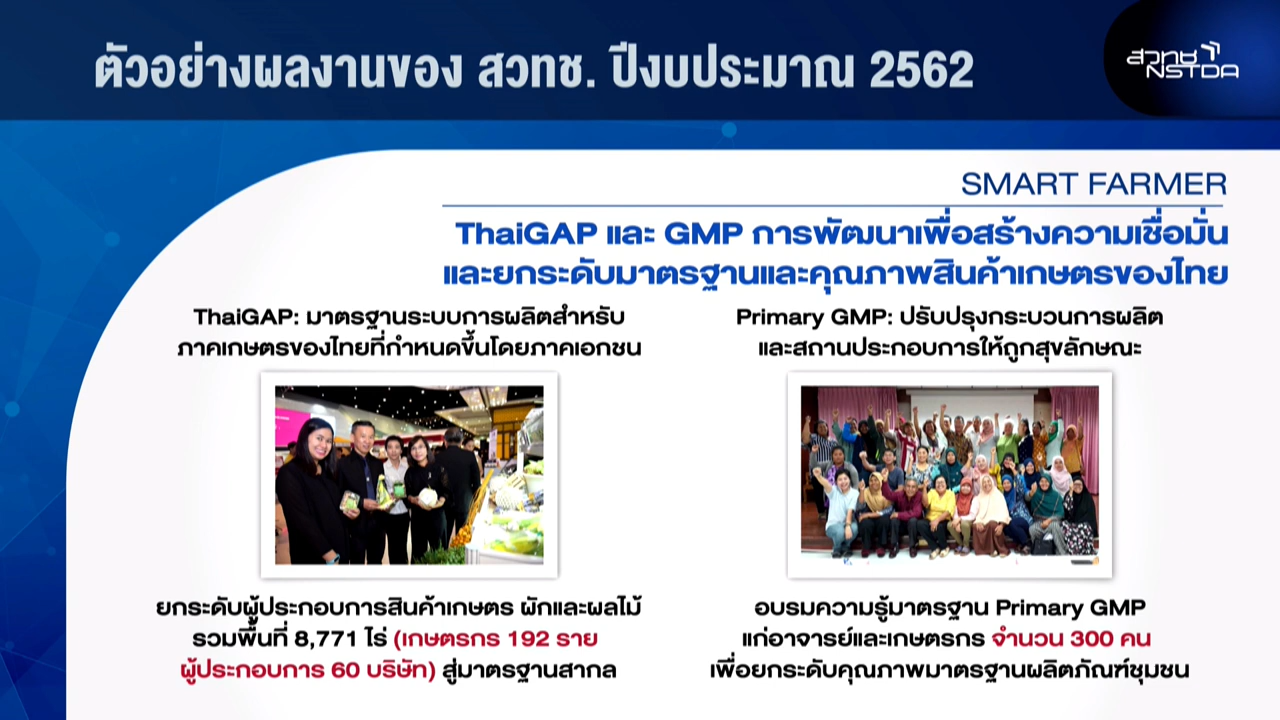 ตัวอย่างผลงานของ สวทช. ปีงบประมาณ 2562
สวทช
NSTDA
SMART FARMER
ThaiGAP และ GMP การพัฒนาเพื่อสร้างความเชื่อมั่น
และยกระดับมาตรฐานและคุณภาพสินค้าเกษตรของไทย
ThaiGAP: มาตรฐานระบบการผลิตสำหรับ
ภาคเกษตรของไทยที่กำหนดขึ้นโดยภาคเอกชน
ยกระดับผู้ประกอบการสินค้าเกษตร ผักและผลไม้
รวมพื้นที่ 8,771 ไร่ (เกษตรกร 192 ราย
ผู้ประกอบการ 60 บริษัท) สู่มาตรฐานสากล
Primary GMP: ปรับปรุงกระบวนการผลิต
และสถานประกอบการให้ถูกสุขลักษณะ
อบรมความรู้มาตรฐาน Primary GMP
แก่อาจารย์และเกษตรกร จำนวน 300 คน
เพื่อยกระดับคุณภาพมาตรฐานผลิตภัณฑ์ชุมชน